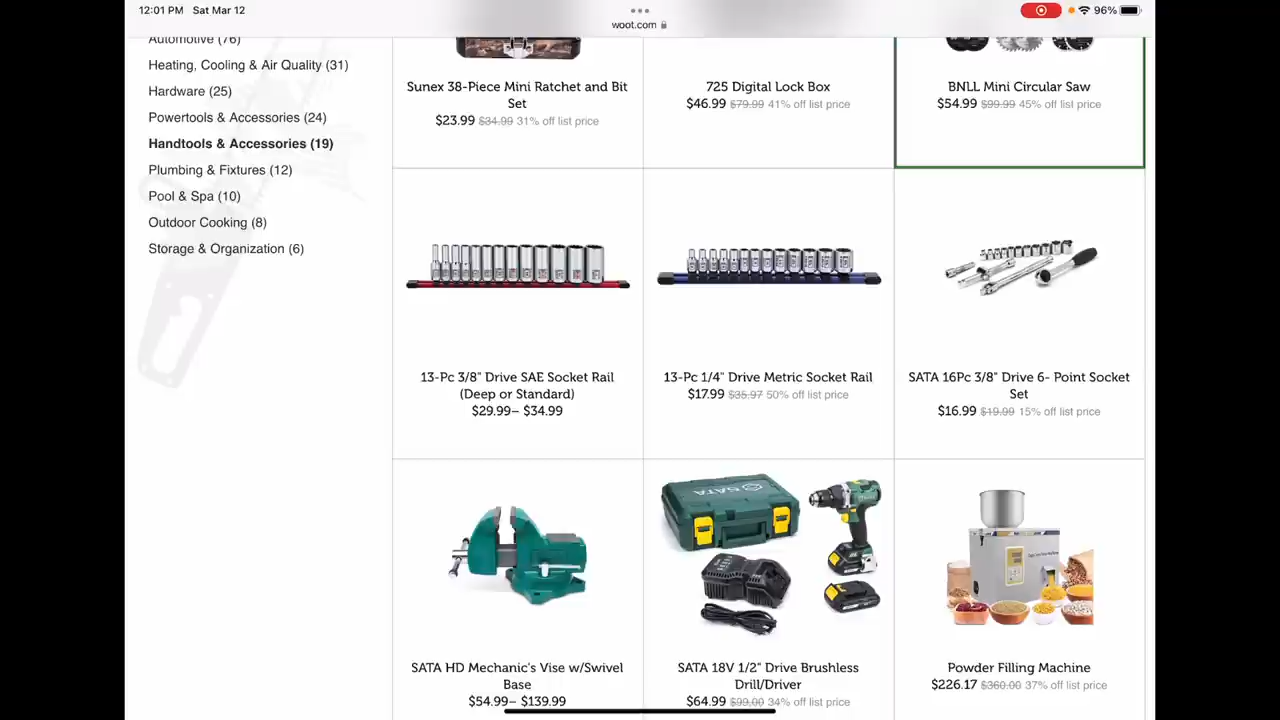 12:01 PM Sat Mar 12
woot.com
96%
Automotive (76)
Heating, Cooling & Air Quality (31)
Hardware (25)
Powertools & Accessories (24)
Handtools & Accessories (19)
Plumbing & Fixtures (12)
Pool & Spa (10)
Outdoor Cooking (8)
Storage & Organization (6)
Sunex 38-Piece Mini Ratchet and Bit
Set
$23.99 $34.99 31% off list price
725 Digital Lock Box
$46.99 $79.99 41% off list price
BNLL Mini Circular Saw
$54.99 $99.99 45% off list price
13-Pc 3/8" Drive SAE Socket Rail
(Deep or Standard)
$29.99– $34.99
13-Pc 1/4" Drive Metric Socket Rail
$17.99 $35.97 50% off list price
SATA 16Pc 3/8" Drive 6- Point Socket
Set
$16.99 $19.99 15% off list price
SATA HD Mechanic's Vise w/Swivel
Base
$54.99– $139.99
SATA
SATA 18V 1/2" Drive Brushless
Drill/Driver
$64.99 $99.00 34% off list price
Powder Filling Machine
$226.17 $360.00 37% off list price